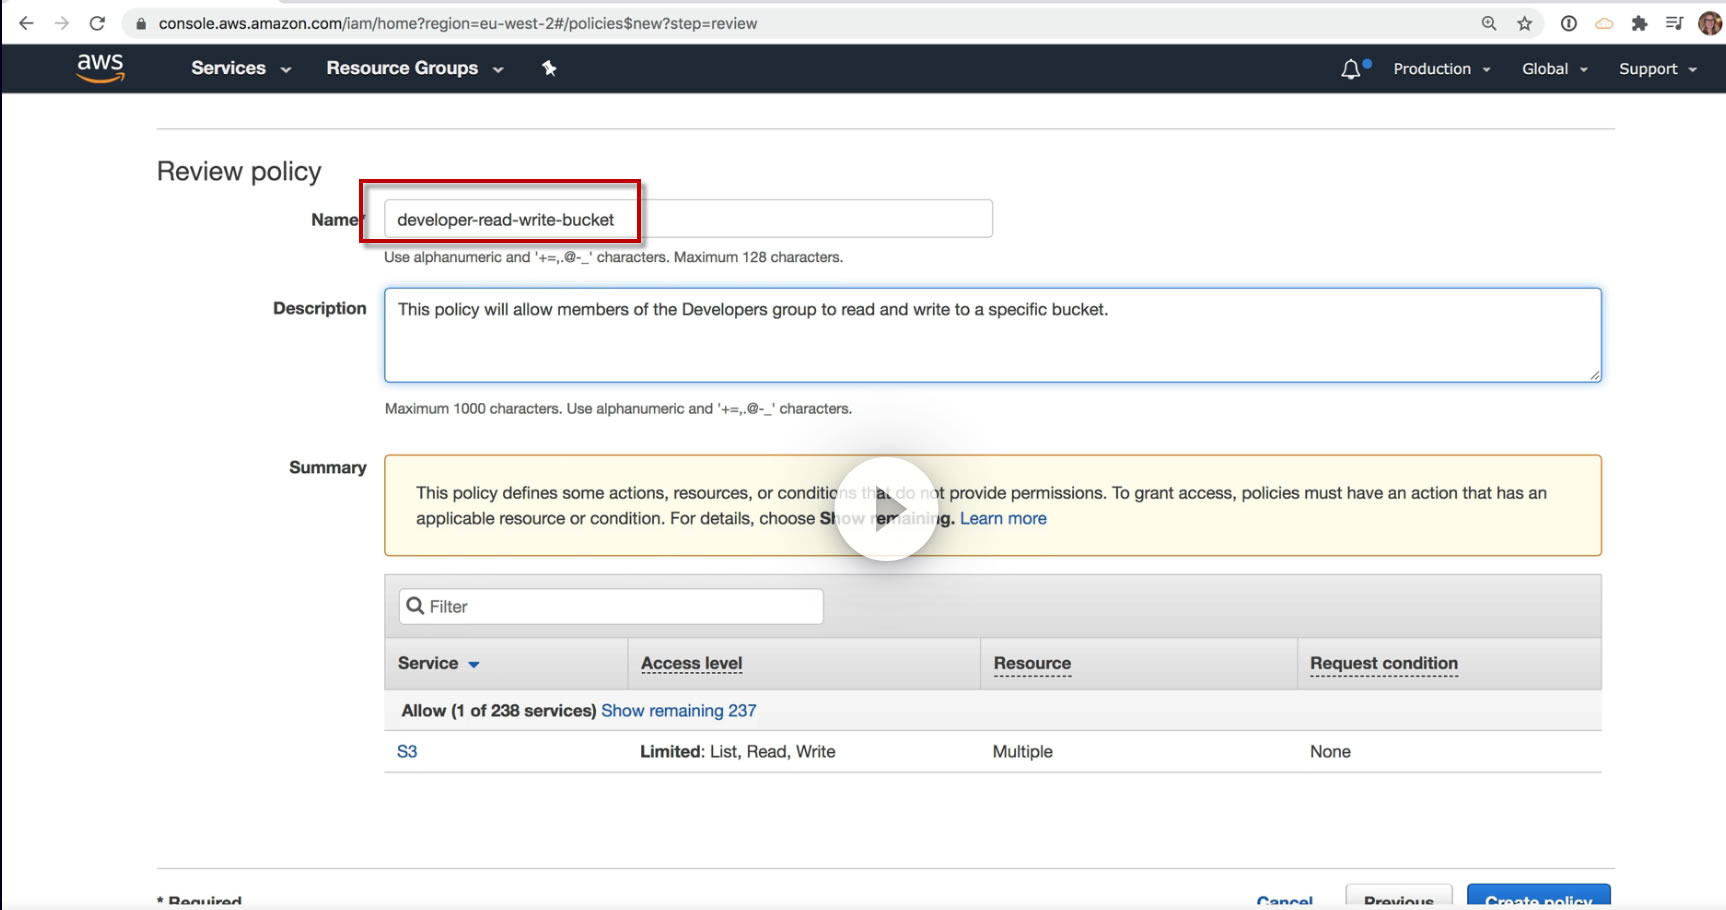 console.aws.amazon.com/iam/home?region=eu-west-2#/policies$new?step=review
aws Services Resource Groups Production Global Support
Review policy
Name* developer-read-write-bucket
Use alphanumeric and '+=,.@-_' characters. Maximum 128 characters.
Description This policy will allow members of the Developers group to read and write to a specific bucket.
Maximum 1000 characters. Use alphanumeric and '+=,.@-_' characters.
Summary This policy defines some actions, resources, or conditions that do not provide permissions. To grant access, policies must have an action that has an
applicable resource or condition. For details, choose Show remaining. Learn more
Filter
Service Access level Resource Request condition
Allow (1 of 238 services) Show remaining 237
S3 Limited: List, Read, Write Multiple None
* Required Cancel Previous Create policy